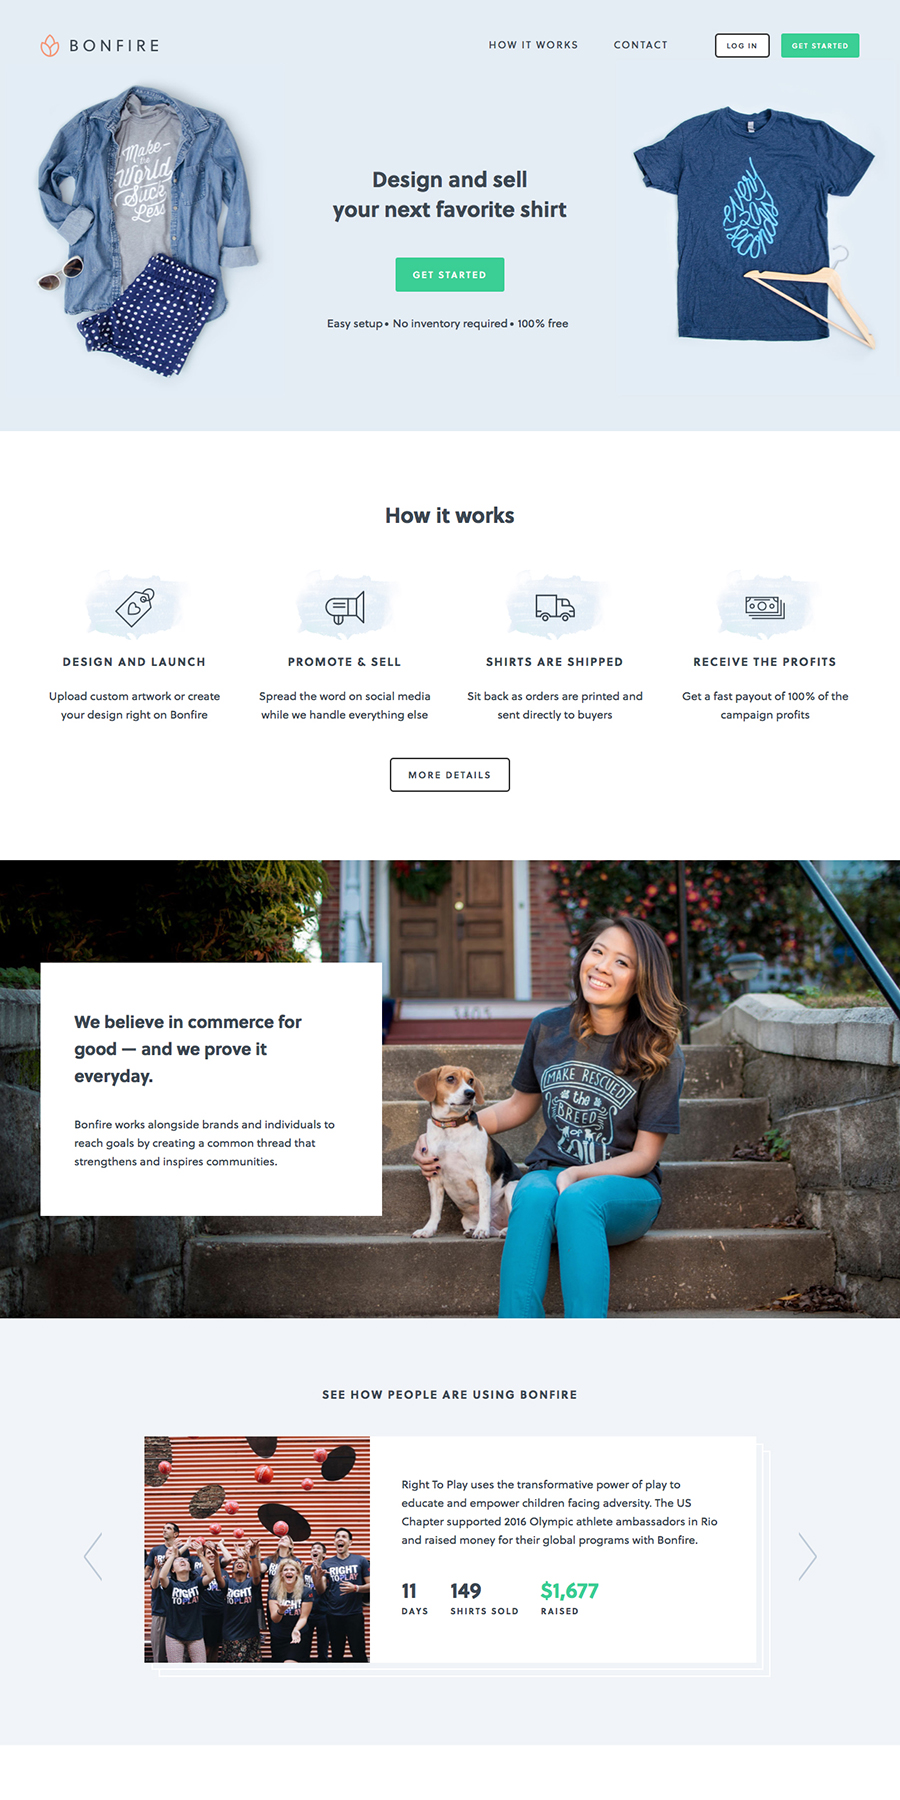 BONFIRE
HOW IT WORKS
CONTACT
LOG IN
GET STARTED
Make
the
World
Suck
Less
every
Design and sell
your next favorite shirt
GET STARTED
Easy setup • No inventory required • 100% free
How it works
DESIGN AND LAUNCH
Upload custom artwork or create
your design right on Bonfire
PROMOTE & SELL
Spread the word on social media
while we handle everything else
SHIRTS ARE SHIPPED
Sit back as orders are printed and
sent directly to buyers
RECEIVE THE PROFITS
Get a fast payout of 100% of the
campaign profits
MORE DETAILS
We believe in commerce for
good — and we prove it
everyday.
Bonfire works alongside brands and individuals to
reach goals by creating a common thread that
strengthens and inspires communities.
MAKE RESCUED
the
BREED
SEE HOW PEOPLE ARE USING BONFIRE
RIGHT
TOPLAY
Right To Play uses the transformative power of play to
educate and empower children facing adversity. The US
Chapter supported 2016 Olympic athlete ambassadors in Rio
and raised money for their global programs with Bonfire.
11
DAYS
149
SHIRTS SOLD
$1,677
RAISED